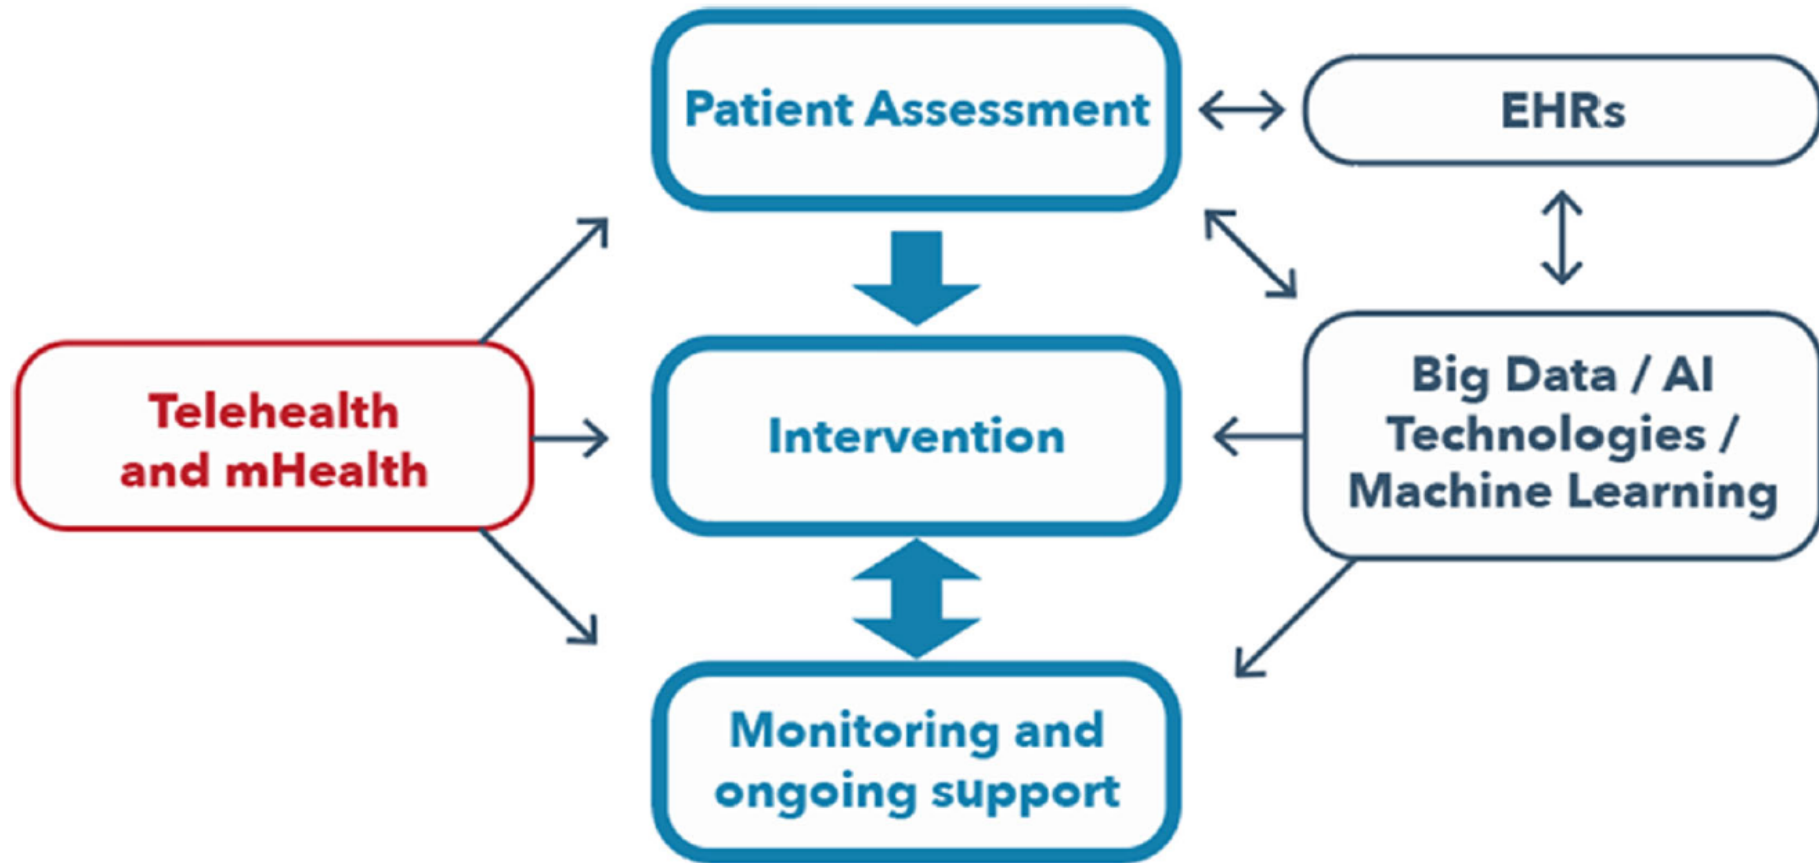 Patient Assessment
EHRs
Telehealth
and mHealth
Intervention
Big Data / AI
Technologies /
Machine Learning
Monitoring and
ongoing support